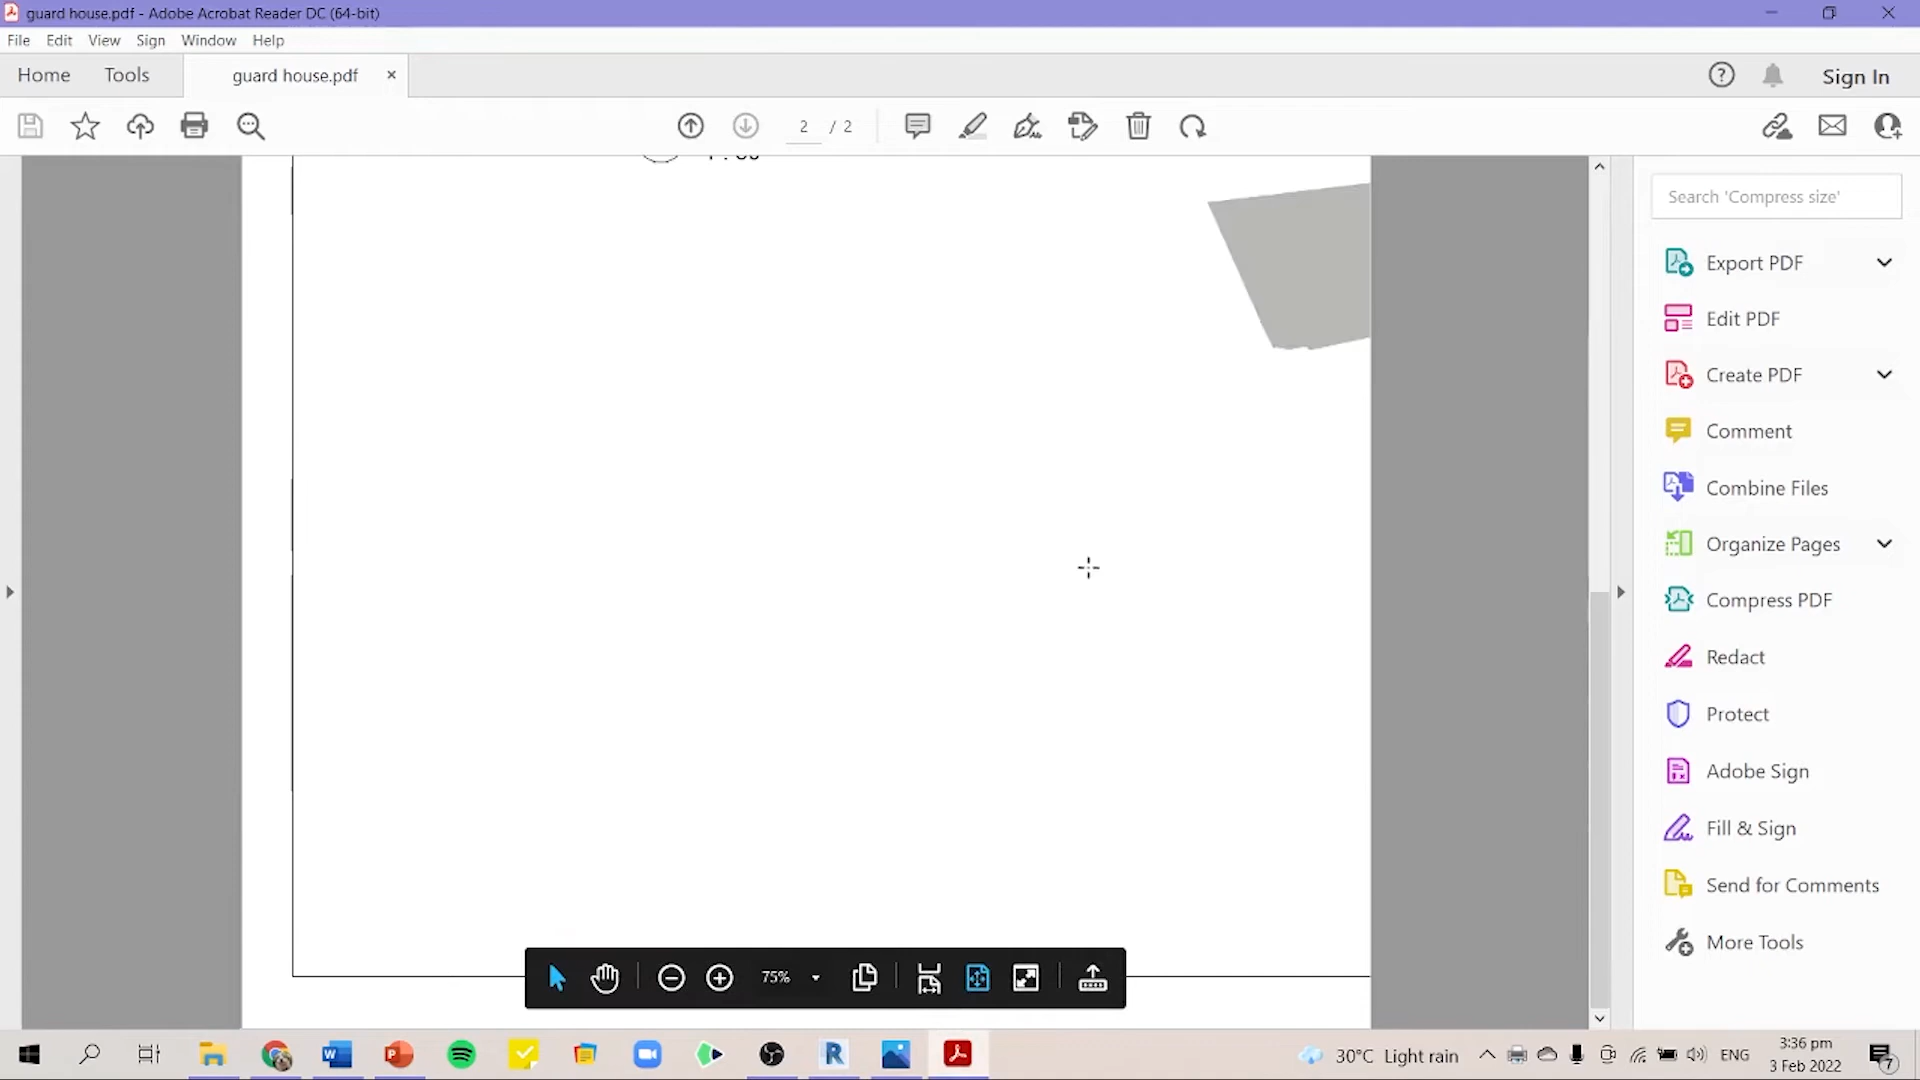 guard house.pdf - Adobe Acrobat Reader DC (64-bit)
File Edit View Sign Window Help
Home Tools guard house.pdf × Sign In
2 / 2
Search 'Compress size'
Export PDF
Edit PDF
Create PDF
Comment
Combine Files
Organize Pages
Compress PDF
Redact
Protect
Adobe Sign
Fill & Sign
Send for Comments
More Tools
75%
30°C Light rain ENG
3:36 pm
3 Feb 2022
7